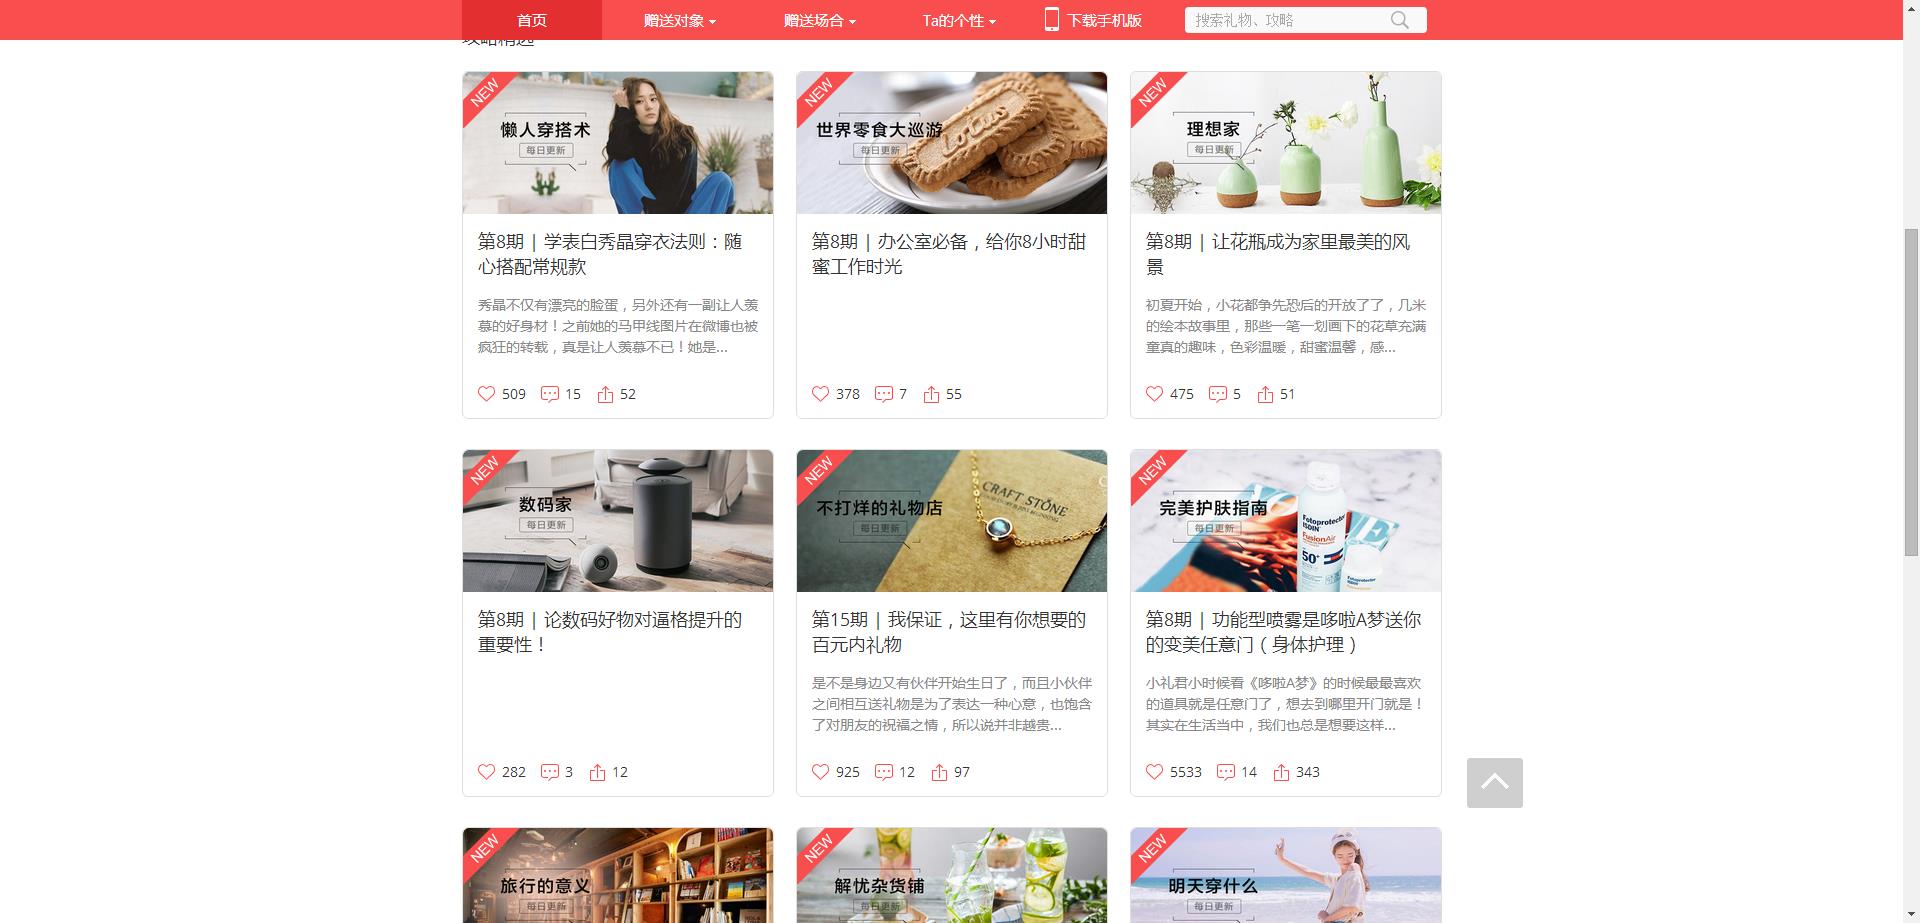 首页
赠送对象
赠送场合
Ta的个性
下载手机版
搜索礼物、攻略
攻略精选
NEW
懒人穿搭术
每日更新
第8期 | 学表白秀晶穿衣法则：随
心搭配常规款
秀晶不仅有漂亮的脸蛋，另外还有一副让人羡
慕的好身材！之前她的马甲线图片在微博也被
疯狂的转载，真是让人羡慕不已！她是...
509
15
52
NEW
世界零食大巡游
每日更新
Lotus
第8期 | 办公室必备，给你8小时甜
蜜工作时光
378
7
55
NEW
理想家
每日更新
第8期 | 让花瓶成为家里最美的风
景
初夏开始，小花都争先恐后的开放了了，几米
的绘本故事里，那些一笔一划画下的花草充满
童真的趣味，色彩温暖，甜蜜温馨，感...
475
5
51
NEW
数码家
每日更新
第8期 | 论数码好物对逼格提升的
重要性！
282
3
12
NEW
不打烊的礼物店
每日更新
CRAFT STONE
第15期 | 我保证，这里有你想要的
百元内礼物
是不是身边又有伙伴开始生日了，而且小伙伴
之间相互送礼物是为了表达一种心意，也饱含
了对朋友的祝福之情，所以说并非越贵...
925
12
97
NEW
完美护肤指南
每日更新
Fotoprotector
ISDIN
FusionAir
50+
第8期 | 功能型喷雾是哆啦A梦送你
的变美任意门（身体护理）
小礼君小时候看《哆啦A梦》的时候最最喜欢
的道具就是任意门了，想去到哪里开门就是！
其实在生活当中，我们也总是想要这样...
5533
14
343
NEW
旅行的意义
每日更新
NEW
解忧杂货铺
每日更新
NEW
明天穿什么
每日更新